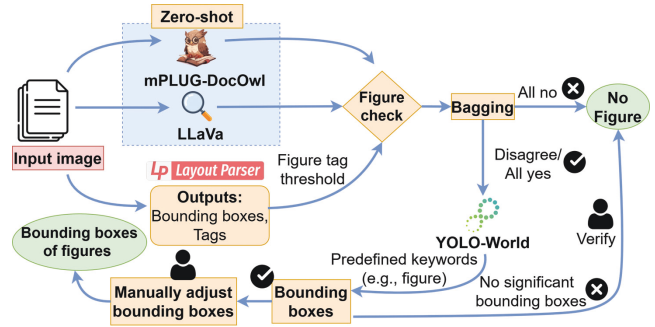 Zero-shot
mPLUG-DocOwl
LLaVa
Input image
Figure
check
Bagging
All no
No
Figure
Lp Layout Parser
Figure tag
threshold
Outputs:
Bounding boxes,
Tags
Disagree/
All yes
YOLO-World
Verify
Bounding boxes
of figures
Predefined keywords
(e.g., figure)
No significant
bounding boxes
Manually adjust
bounding boxes
Bounding
boxes